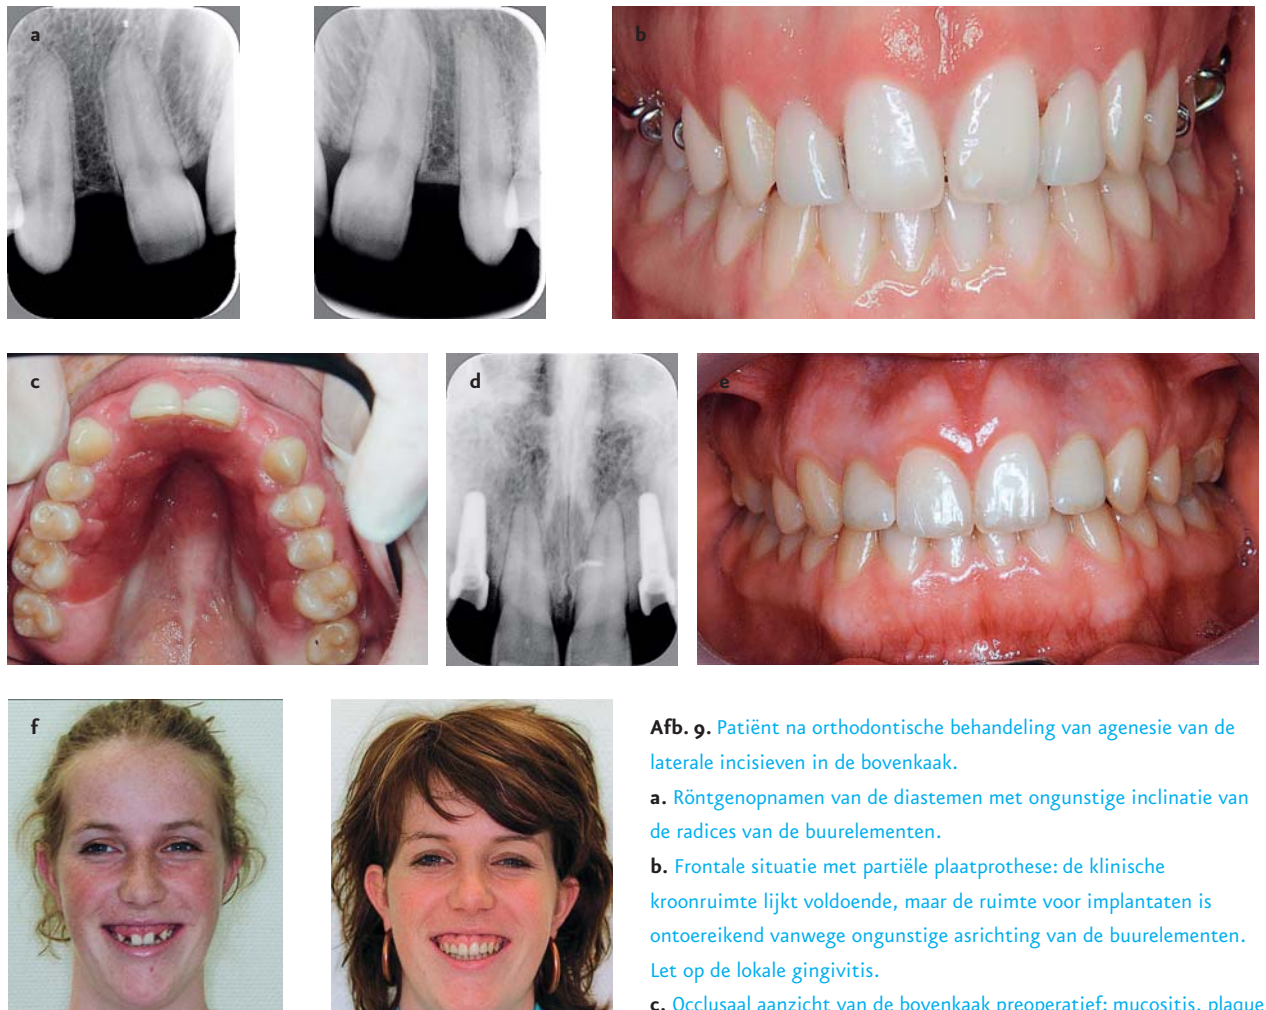 a
b
c
d
e
f
Afb. 9. Patiënt na orthodontische behandeling van agenesie van de
laterale incisieven in de bovenkaak.
a. Röntgenopnamen van de diastemen met ongunstige inclinatie van
de radices van de buurelementen.
b. Frontale situatie met partiële plaatprothese: de klinische
kroonruimte lijkt voldoende, maar de ruimte voor implantaten is
ontoereikend vanwege ongunstige asrichting van de buurelementen.
Let op de lokale gingivitis.
c. Occlusaal aanzicht van de bovenkaak preoperatief: mucositis, plaque